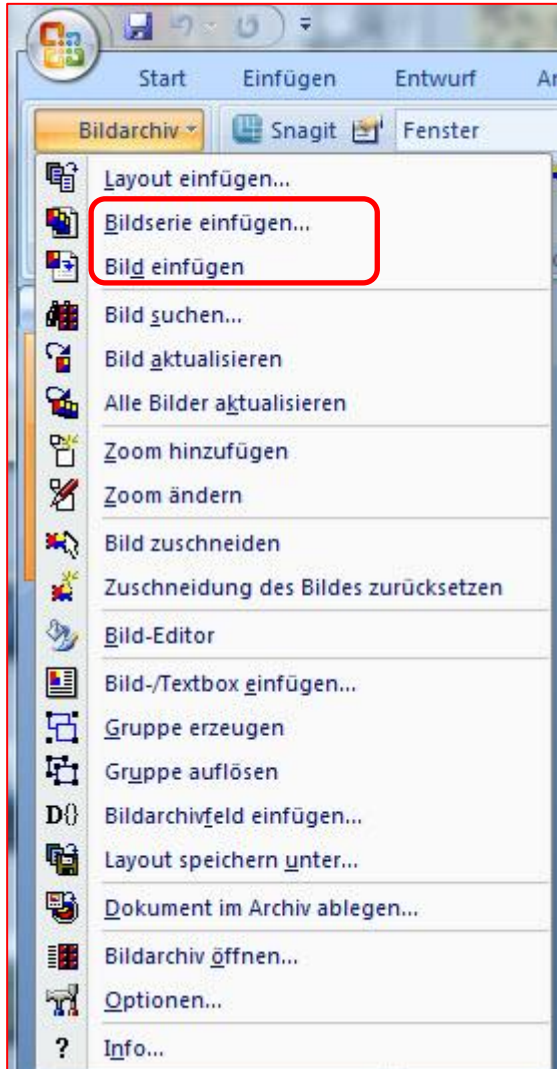 Start Einfügen Entwurf
Bildarchiv Snagit Fenster
Layout einfügen...
Bildserie einfügen...
Bild einfügen
Bild suchen...
Bild aktualisieren
Alle Bilder aktualisieren
Zoom hinzufügen
Zoom ändern
Bild zuschneiden
Zuschneidung des Bildes zurücksetzen
Bild-Editor
Bild-/Textbox einfügen...
Gruppe erzeugen
Gruppe auflösen
D{} Bildarchivfeld einfügen...
Layout speichern unter...
Dokument im Archiv ablegen...
Bildarchiv öffnen...
Optionen...
? Info...